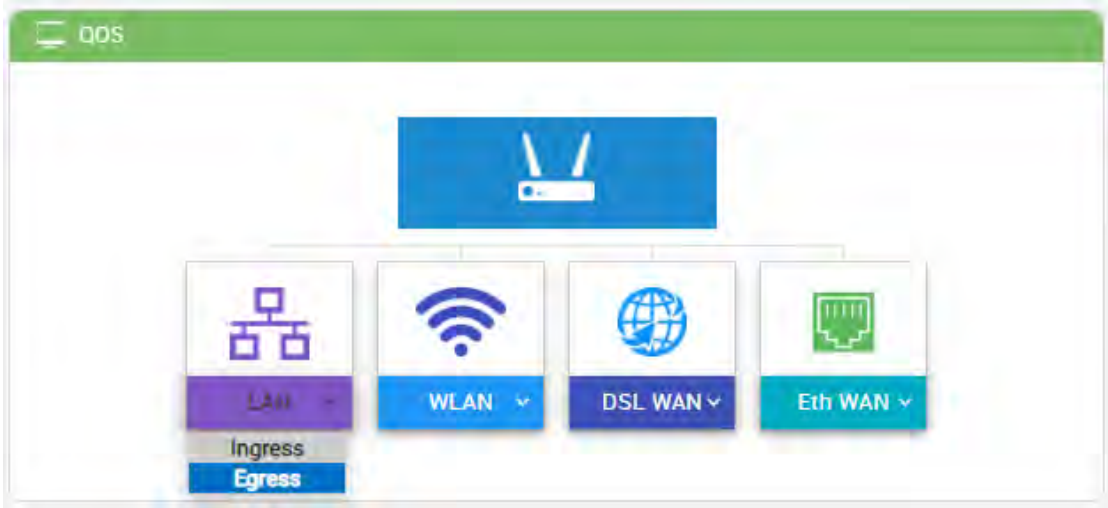 QOS
LAN
WLAN
DSL WAN
Eth WAN
Ingress
Egress